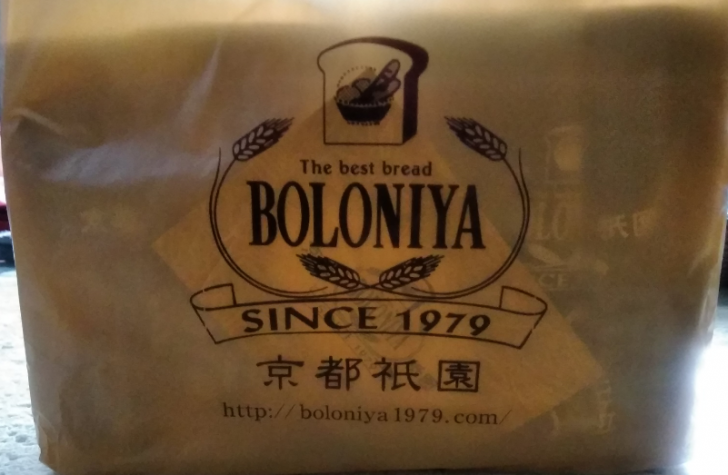 The best bread
BOLONIYA
SINCE 1979
京都祇園
http://boloniya1979.com/